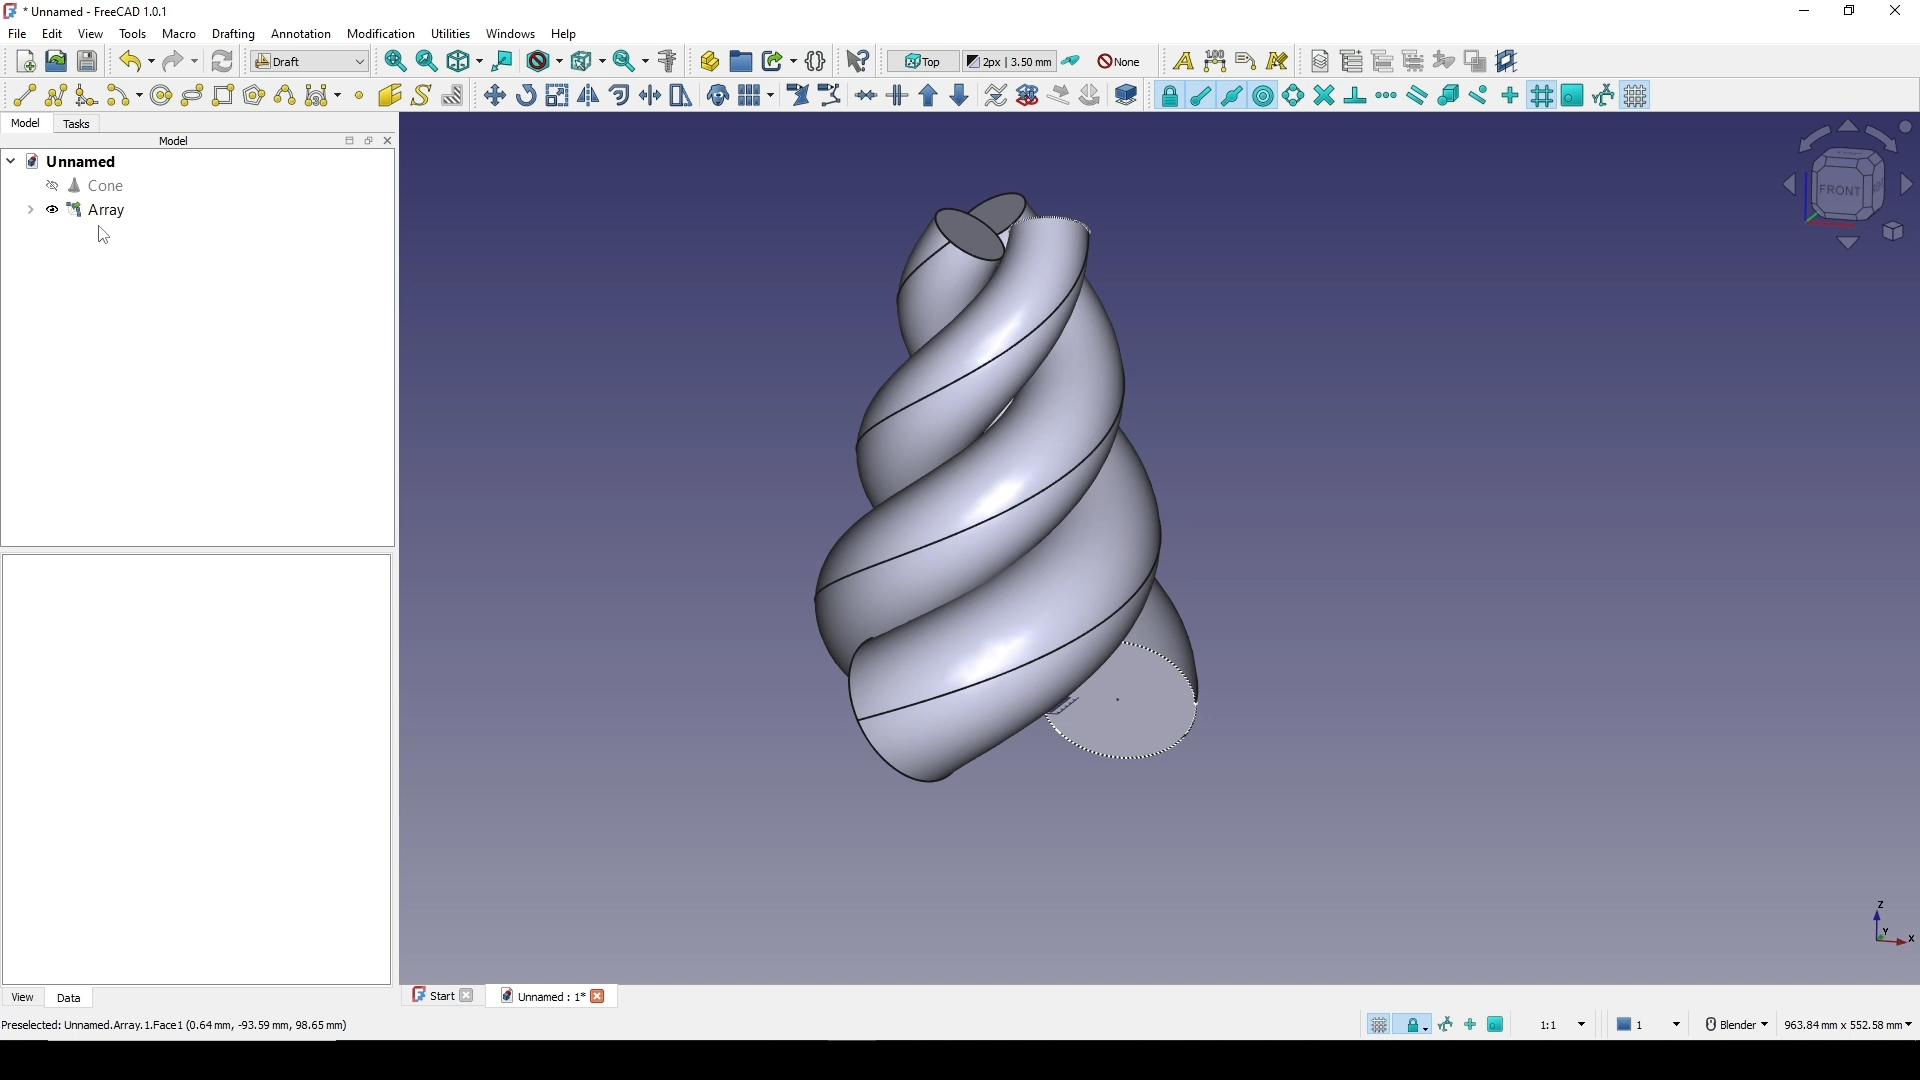 * Unnamed - FreeCAD 1.0.1
File Edit View Tools Macro Drafting Annotation Modification Utilities Windows Help
Draft Top 2px | 3.50 mm None
Model Tasks
Model
Unnamed
Cone
Array
FRONT
Z
Y
X
View Data
Start Unnamed : 1*
Preselected: Unnamed.Array.1.Face1 (0.64 mm, -93.59 mm, 98.65 mm) 1:1 1 Blender 963.84 mm x 552.58 mm